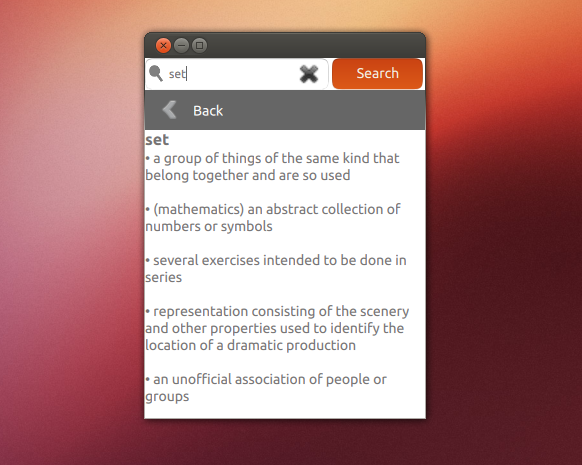 set
Search
Back
set
• a group of things of the same kind that
belong together and are so used
• (mathematics) an abstract collection of
numbers or symbols
• several exercises intended to be done in
series
• representation consisting of the scenery
and other properties used to identify the
location of a dramatic production
• an unofficial association of people or
groups